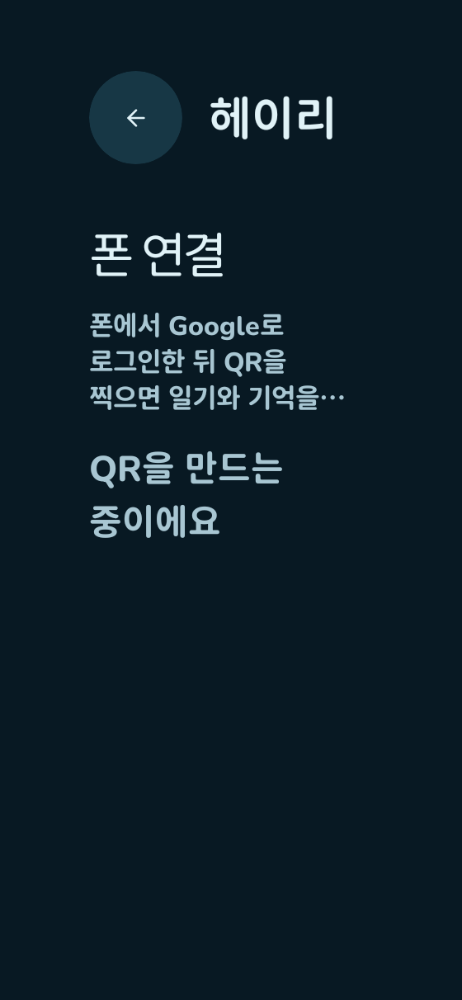 헤이리
폰 연결
폰에서 Google로
로그인한 뒤 QR을
찍으면 일기와 기억을…
QR을 만드는
중이에요